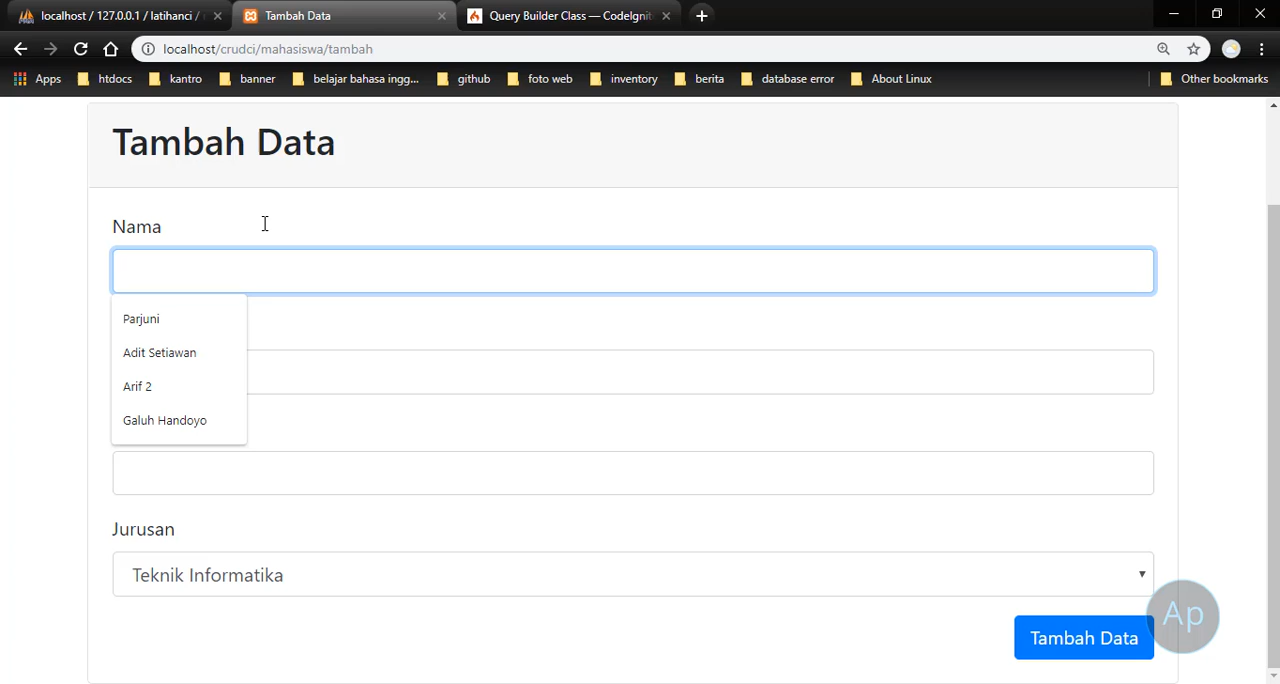 localhost / 127.0.0.1 / latihanci /
Tambah Data
Query Builder Class — CodeIgnit
localhost/crudci/mahasiswa/tambah
Apps
htdocs
kantro
banner
belajar bahasa ingg...
github
foto web
inventory
berita
database error
About Linux
Other bookmarks
Tambah Data
Nama
Parjuni
Adit Setiawan
Arif 2
Galuh Handoyo
Jurusan
Teknik Informatika
Tambah Data
Ap